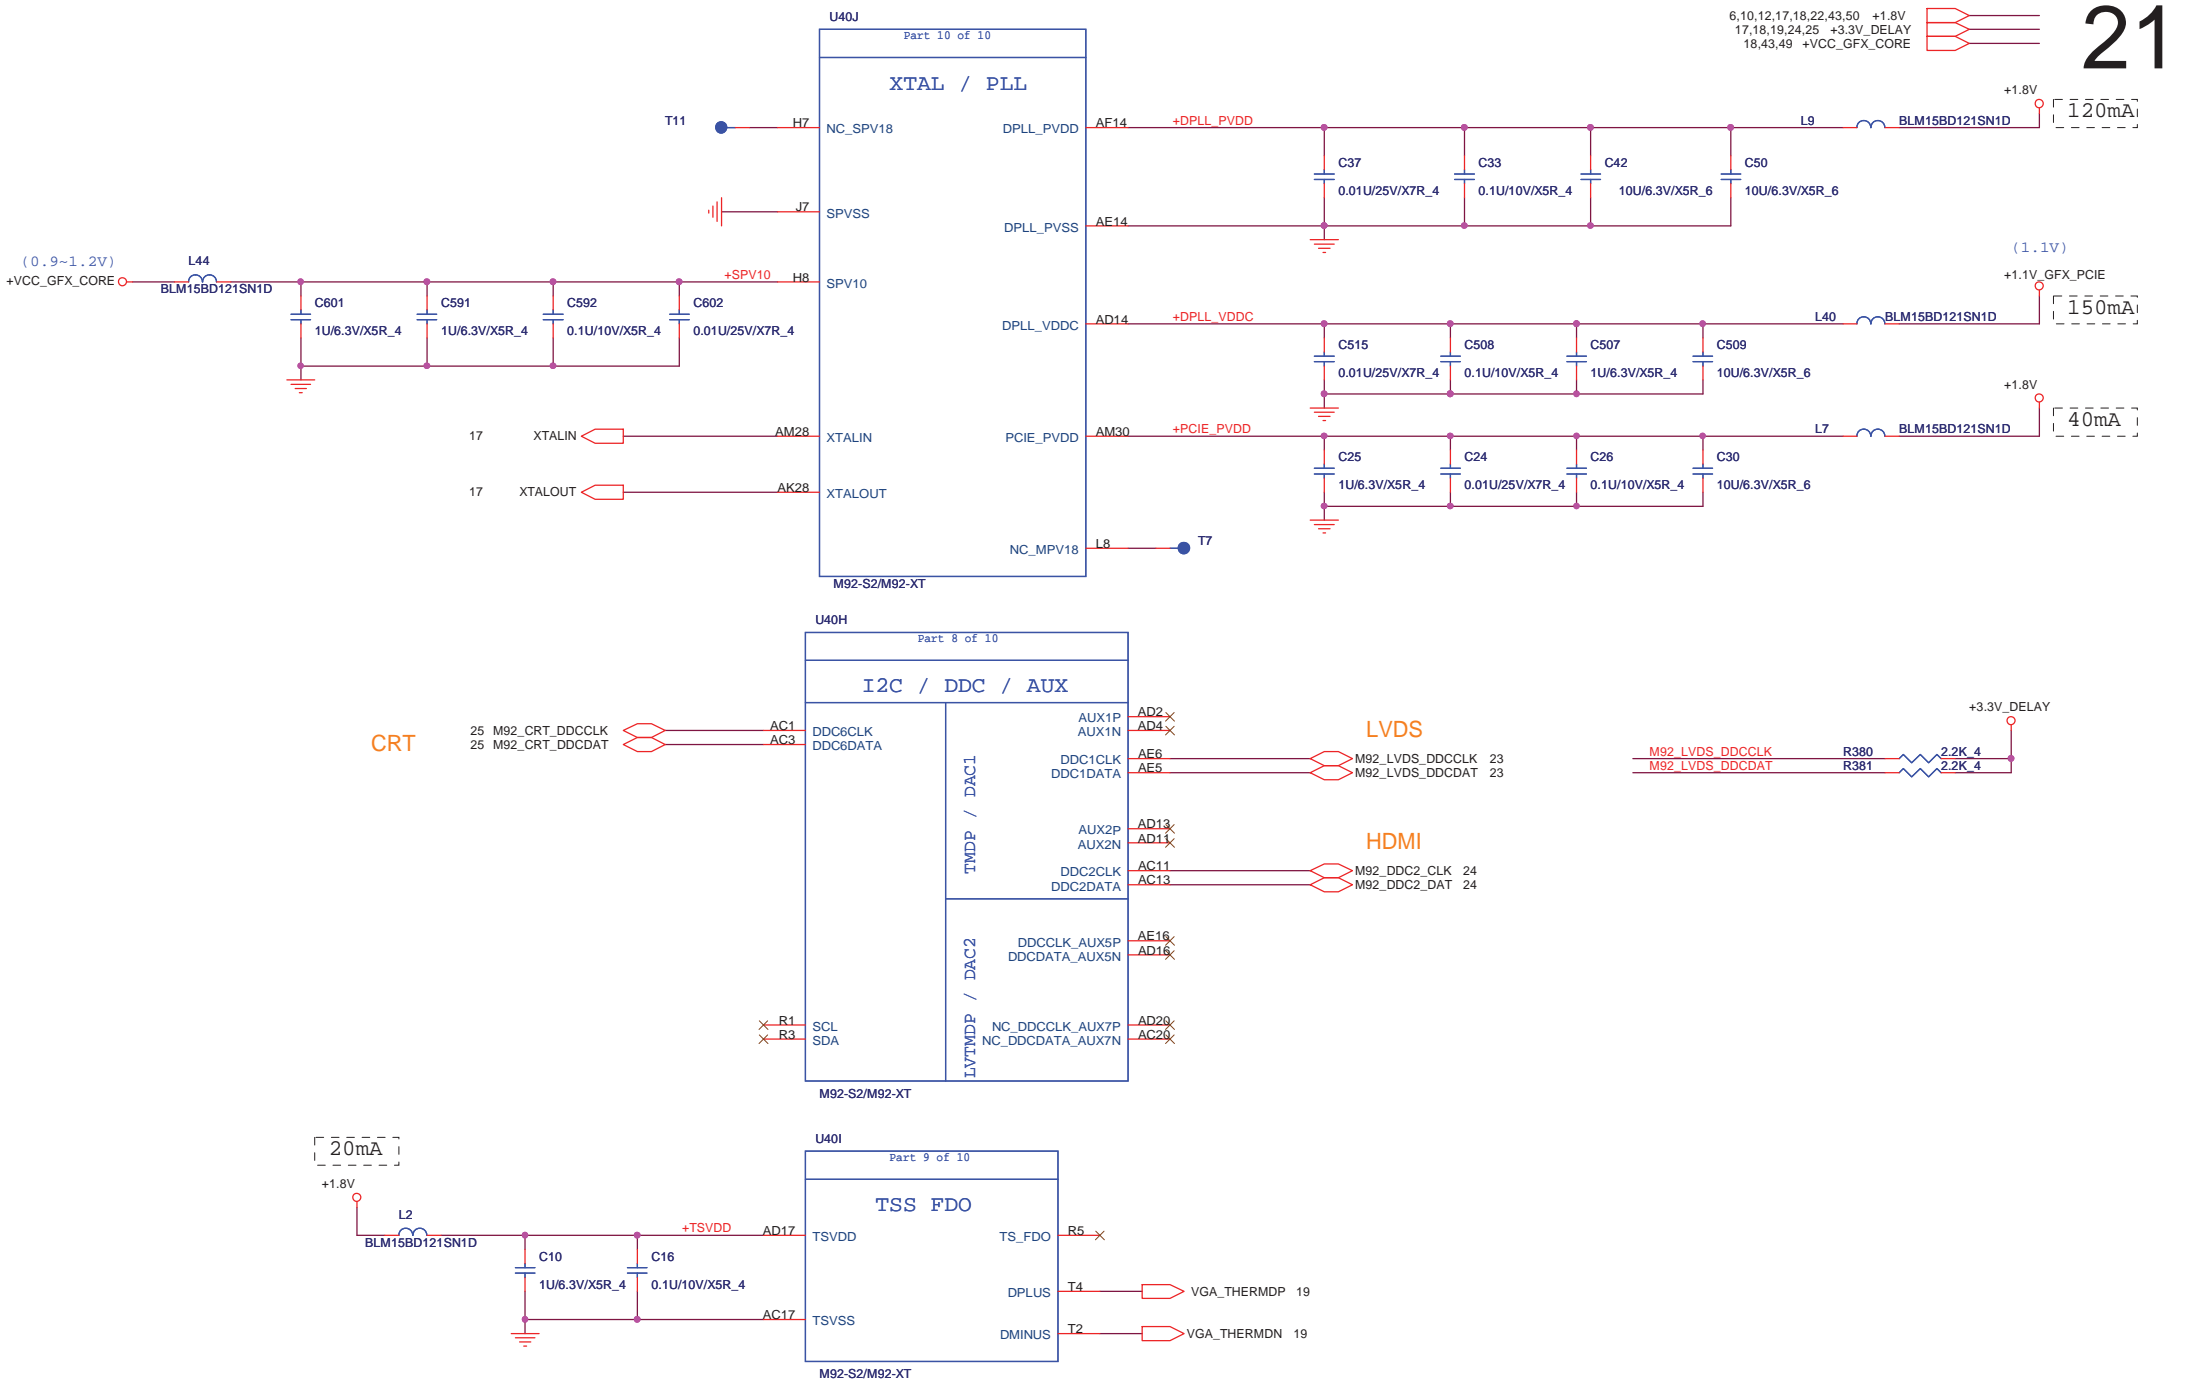 6,10,12,17,18,22,43,50 +1.8V
17,18,19,24,25 +3.3V_DELAY
18,43,49 +VCC_GFX_CORE
21
U40J
Part 10 of 10
XTAL / PLL
T11
H7
NC_SPV18
J7
SPVSS
(0.9~1.2V)
+VCC_GFX_CORE
L44
BLM15BD121SN1D
+SPV10
H8
SPV10
C601
1U/6.3V/X5R_4
C591
1U/6.3V/X5R_4
C592
0.1U/10V/X5R_4
C602
0.01U/25V/X7R_4
17 XTALIN
AM28
XTALIN
17 XTALOUT
AK28
XTALOUT
DPLL_PVDD
AF14
+DPLL_PVDD
L9
BLM15BD121SN1D
+1.8V
120mA
C37
0.01U/25V/X7R_4
C33
0.1U/10V/X5R_4
C42
10U/6.3V/X5R_6
C50
10U/6.3V/X5R_6
DPLL_PVSS
AE14
(1.1V)
+1.1V_GFX_PCIE
150mA
DPLL_VDDC
AD14
+DPLL_VDDC
L40
BLM15BD121SN1D
C515
0.01U/25V/X7R_4
C508
0.1U/10V/X5R_4
C507
1U/6.3V/X5R_4
C509
10U/6.3V/X5R_6
+1.8V
40mA
PCIE_PVDD
AM30
+PCIE_PVDD
L7
BLM15BD121SN1D
C25
1U/6.3V/X5R_4
C24
0.01U/25V/X7R_4
C26
0.1U/10V/X5R_4
C30
10U/6.3V/X5R_6
NC_MPV18
L8
T7
M92-S2/M92-XT
U40H
Part 8 of 10
I2C / DDC / AUX
CRT
25 M92_CRT_DDCCLK
25 M92_CRT_DDCDAT
AC1
AC3
DDC6CLK
DDC6DATA
TMDP / DAC1
AUX1P
AUX1N
AD2
AD4
LVDS
DDC1CLK
DDC1DATA
AE6
AE5
M92_LVDS_DDCCLK 23
M92_LVDS_DDCDAT 23
+3.3V_DELAY
M92_LVDS_DDCCLK
R380
2.2K_4
M92_LVDS_DDCDAT
R381
2.2K_4
AUX2P
AUX2N
AD13
AD11
HDMI
DDC2CLK
DDC2DATA
AC11
AC13
M92_DDC2_CLK 24
M92_DDC2_DAT 24
LVTMDP / DAC2
DDCCLK_AUX5P
DDCDATA_AUX5N
AE16
AD16
R1
R3
SCL
SDA
NC_DDCCLK_AUX7P
NC_DDCDATA_AUX7N
AD20
AC20
M92-S2/M92-XT
20mA
+1.8V
U40I
Part 9 of 10
TSS FDO
L2
BLM15BD121SN1D
+TSVDD
AD17
TSVDD
C10
1U/6.3V/X5R_4
C16
0.1U/10V/X5R_4
AC17
TSVSS
TS_FDO
R5
DPLUS
T4
VGA_THERMDP 19
DMINUS
T2
VGA_THERMDN 19
M92-S2/M92-XT